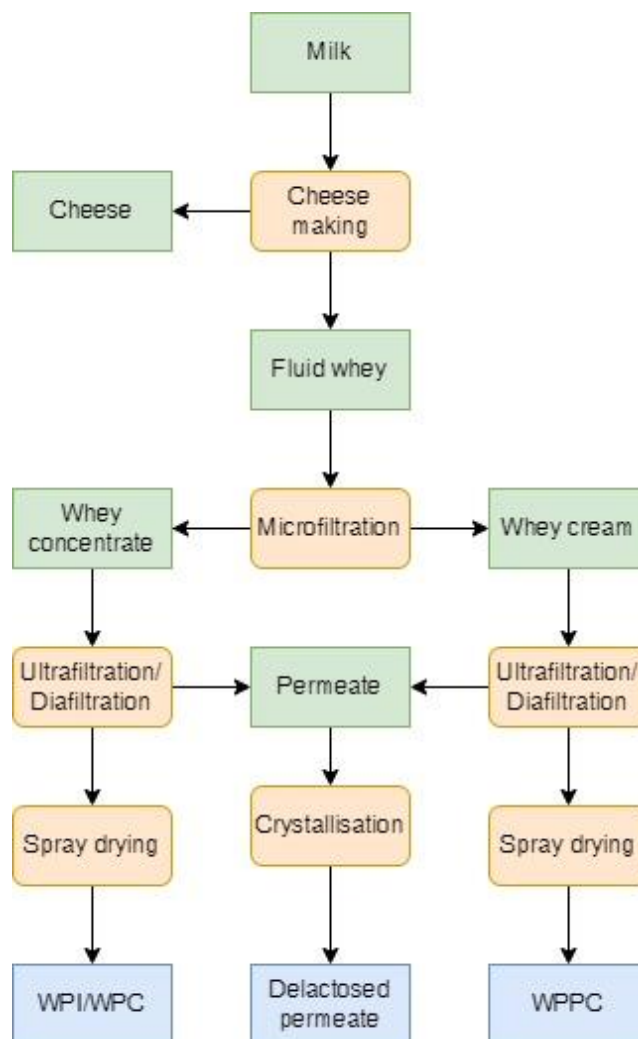 Milk
Cheese
Cheese
making
Fluid whey
Whey
concentrate
Microfiltration
Whey cream
Ultrafiltration/
Diafiltration
Permeate
Ultrafiltration/
Diafiltration
Spray drying
Crystallisation
Spray drying
WPI/WPC
Delactosed
permeate
WPPC